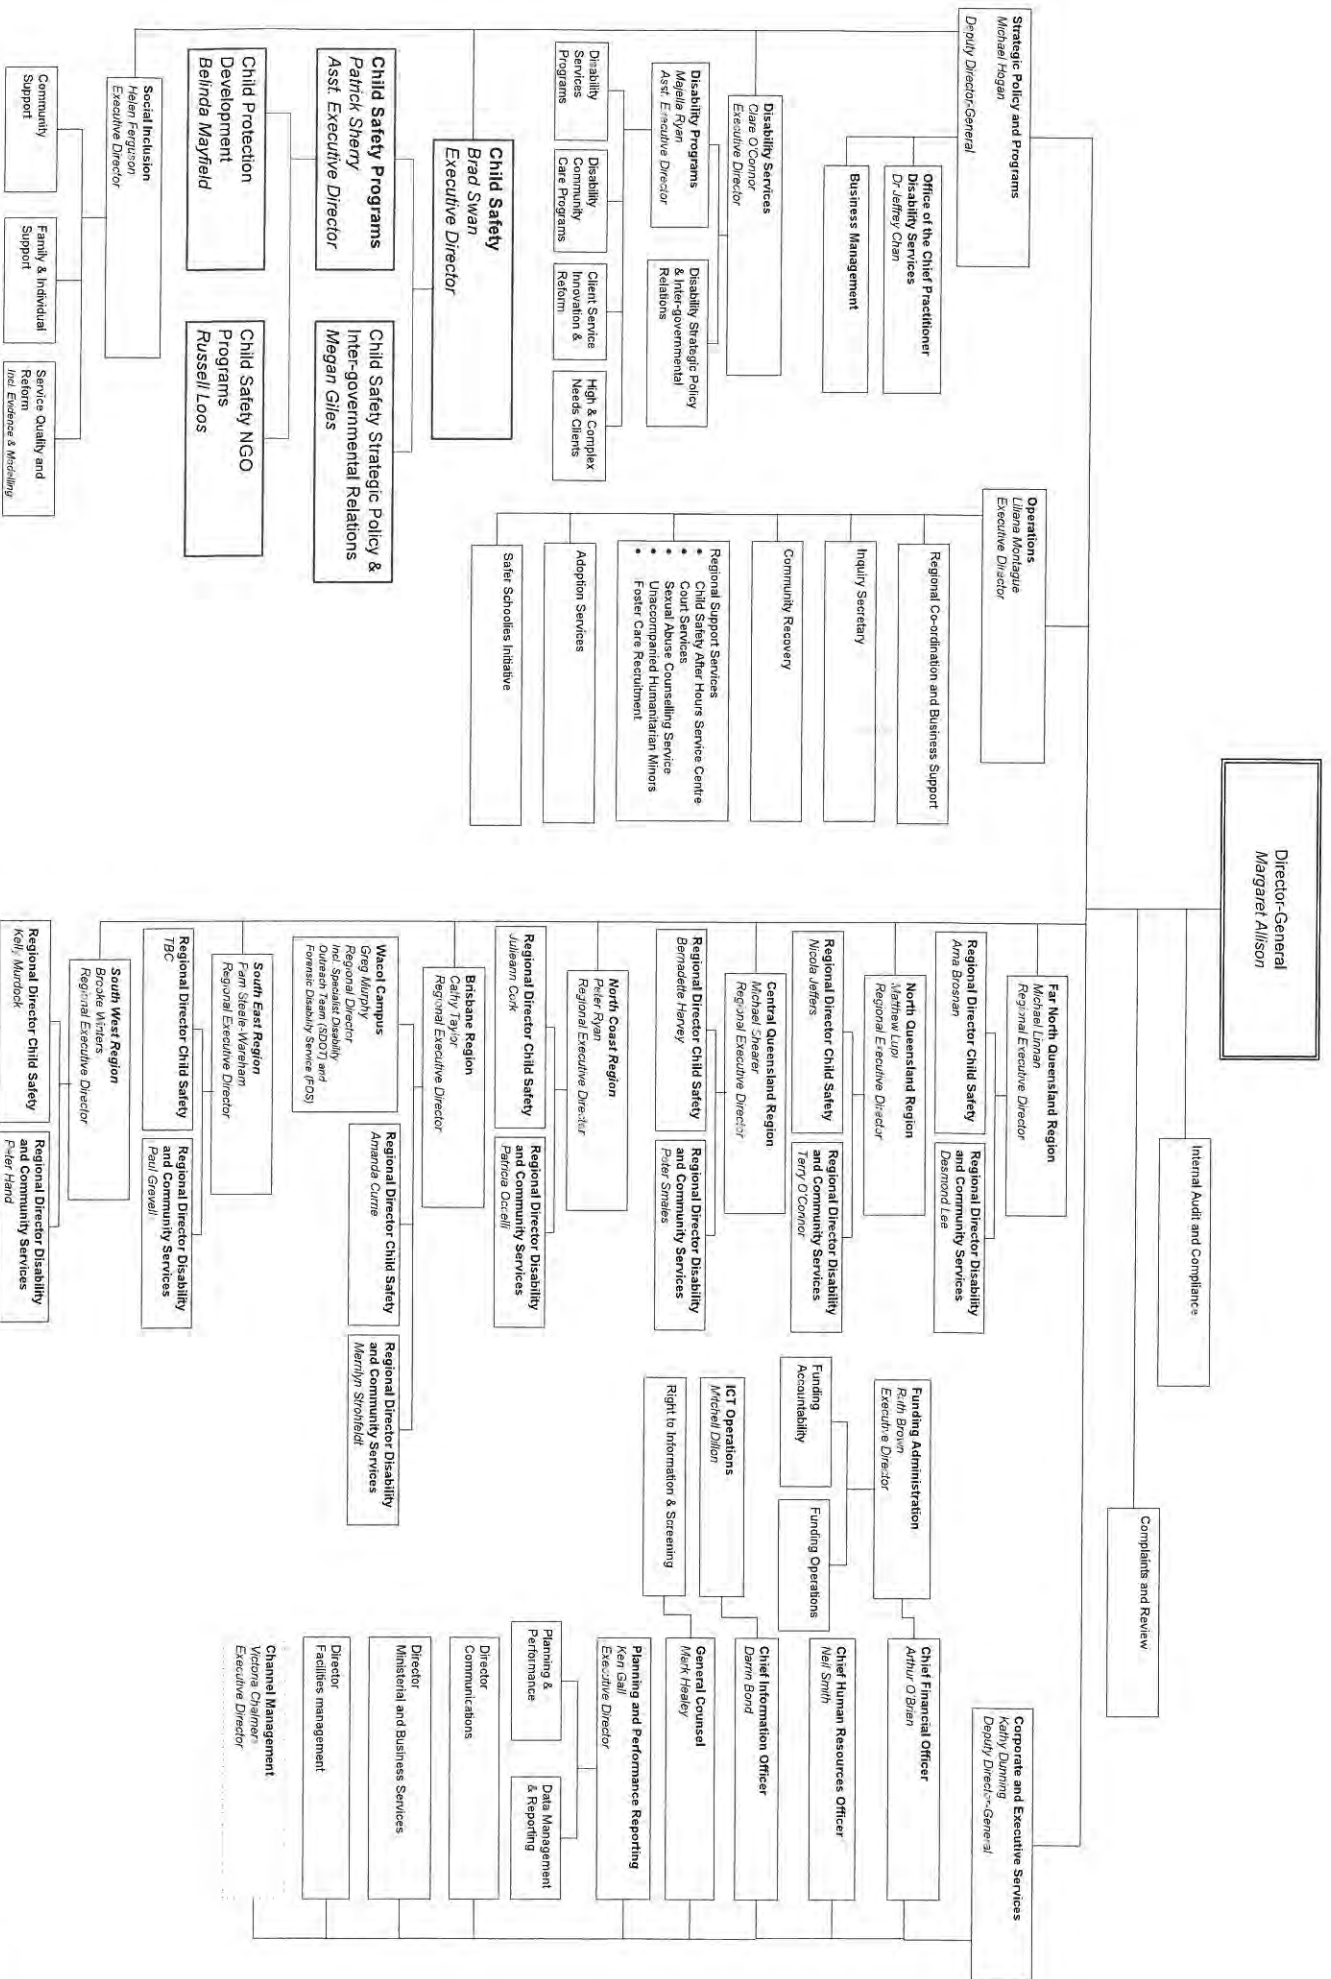 Director-General
Margaret Allison
Internal Audit and Compliance
Complaints and Review
Strategic Policy and Programs
Michael Hogan
Deputy Director-General
Office of the Chief Practitioner
Disability Services
Dr Jeffrey Chan
Business Management
Disability Services
Clare O'Connor
Executive Director
Disability Programs
Majella Ryan
Asst. Executive Director
Disability Strategic Policy
& Inter-governmental
Relations
Disability
Services
Programs
Disability
Community
Care Programs
Client Service
Innovation &
Reform
High & Complex
Needs Clients
Child Safety
Brad Swan
Executive Director
Child Safety Programs
Patrick Sherry
Asst. Executive Director
Child Safety Strategic Policy &
Inter-governmental Relations
Megan Giles
Child Protection
Development
Belinda Mayfield
Child Safety NGO
Programs
Russell Loos
Social Inclusion
Helen Ferguson
Executive Director
Community
Support
Family & Individual
Support
Service Quality and
Reform
Incl. Evidence & Modelling
Operations
Liliana Montague
Executive Director
Regional Co-ordination and Business Support
Inquiry Secretary
Community Recovery
Regional Support Services
• Child Safety After Hours Service Centre
• Court Services
• Sexual Abuse Counselling Service
• Unaccompanied Humanitarian Minors
• Foster Care Recruitment
Adoption Services
Safer Schoolies Initiative
Far North Queensland Region
Michael Linnan
Regional Executive Director
Regional Director Child Safety
Arna Brosnan
Regional Director Disability
and Community Services
Desmond Lee
North Queensland Region
Matthew Lupi
Regional Executive Director
Regional Director Child Safety
Nicola Jeffers
Regional Director Disability
and Community Services
Terry O'Connor
Central Queensland Region
Michael Shearer
Regional Executive Director
Regional Director Child Safety
Bernadette Harvey
Regional Director Disability
and Community Services
Peter Smales
North Coast Region
Peter Ryan
Regional Executive Director
Regional Director Child Safety
Julieann Cork
Regional Director Disability
and Community Services
Patricia Occelli
Brisbane Region
Cathy Taylor
Regional Executive Director
Wacol Campus
Greg Murphy
Regional Director
Incl. Specialist Disability
Outreach Team (SDOT) and
Forensic Disability Service (FDS)
Regional Director Child Safety
Amanda Currie
Regional Director Disability
and Community Services
Merrilyn Strohfeldt
South East Region
Pam Steele-Wareham
Regional Executive Director
Regional Director Child Safety
TBC
Regional Director Disability
and Community Services
Paul Grevell
South West Region
Brooke Winters
Regional Executive Director
Regional Director Child Safety
Kelly Murdock
Regional Director Disability
and Community Services
Peter Hand
Corporate and Executive Services
Kathy Dunning
Deputy Director-General
Chief Financial Officer
Arthur O'Brien
Funding Administration
Ruth Brown
Executive Director
Funding
Accountability
Funding Operations
Chief Human Resources Officer
Neil Smith
Chief Information Officer
Darrin Bond
ICT Operations
Mitchell Dillon
General Counsel
Mark Healey
Right to Information & Screening
Planning and Performance Reporting
Ken Gall
Executive Director
Planning &
Performance
Data Management
& Reporting
Director
Communications
Director
Ministerial and Business Services
Director
Facilities management
Channel Management
Victoria Chalmers
Executive Director